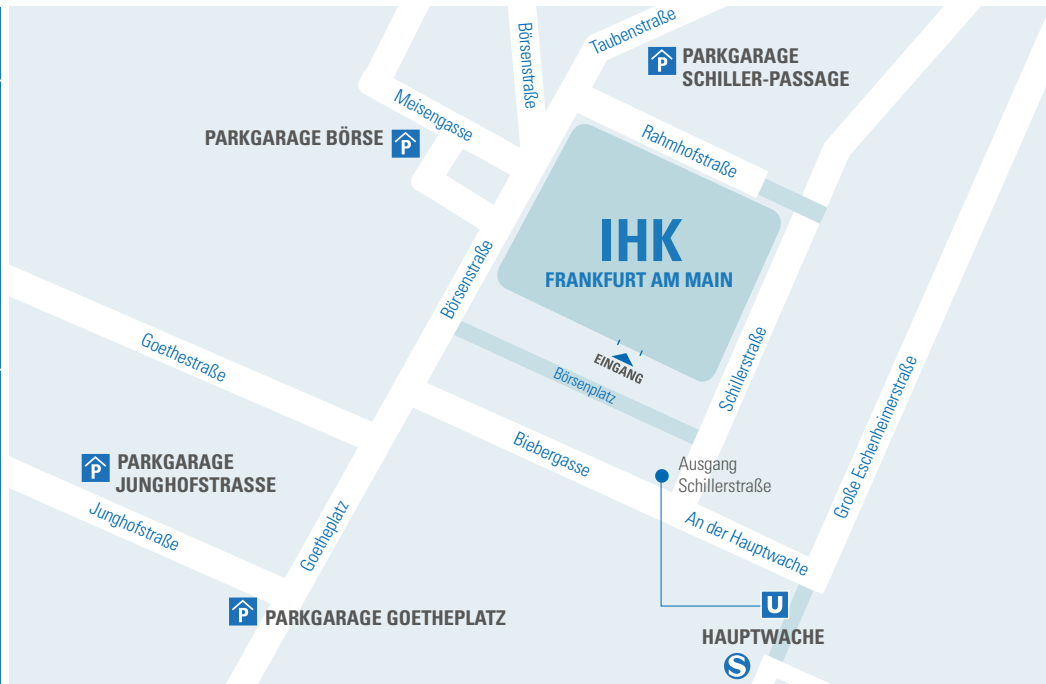 Börsenstraße
Taubenstraße
P
PARKGARAGE
SCHILLER-PASSAGE
Meisengasse
PARKGARAGE BÖRSE
P
Rahmhofstraße
IHK
FRANKFURT AM MAIN
Börsenstraße
Goethestraße
EINGANG
Börsenplatz
Schillerstraße
Große Eschenheimerstraße
Biebergasse
Ausgang
Schillerstraße
P
PARKGARAGE
JUNGHOFSTRASSE
Junghofstraße
Goetheplatz
An der Hauptwache
P
PARKGARAGE GOETHEPLATZ
U
HAUPTWACHE
S